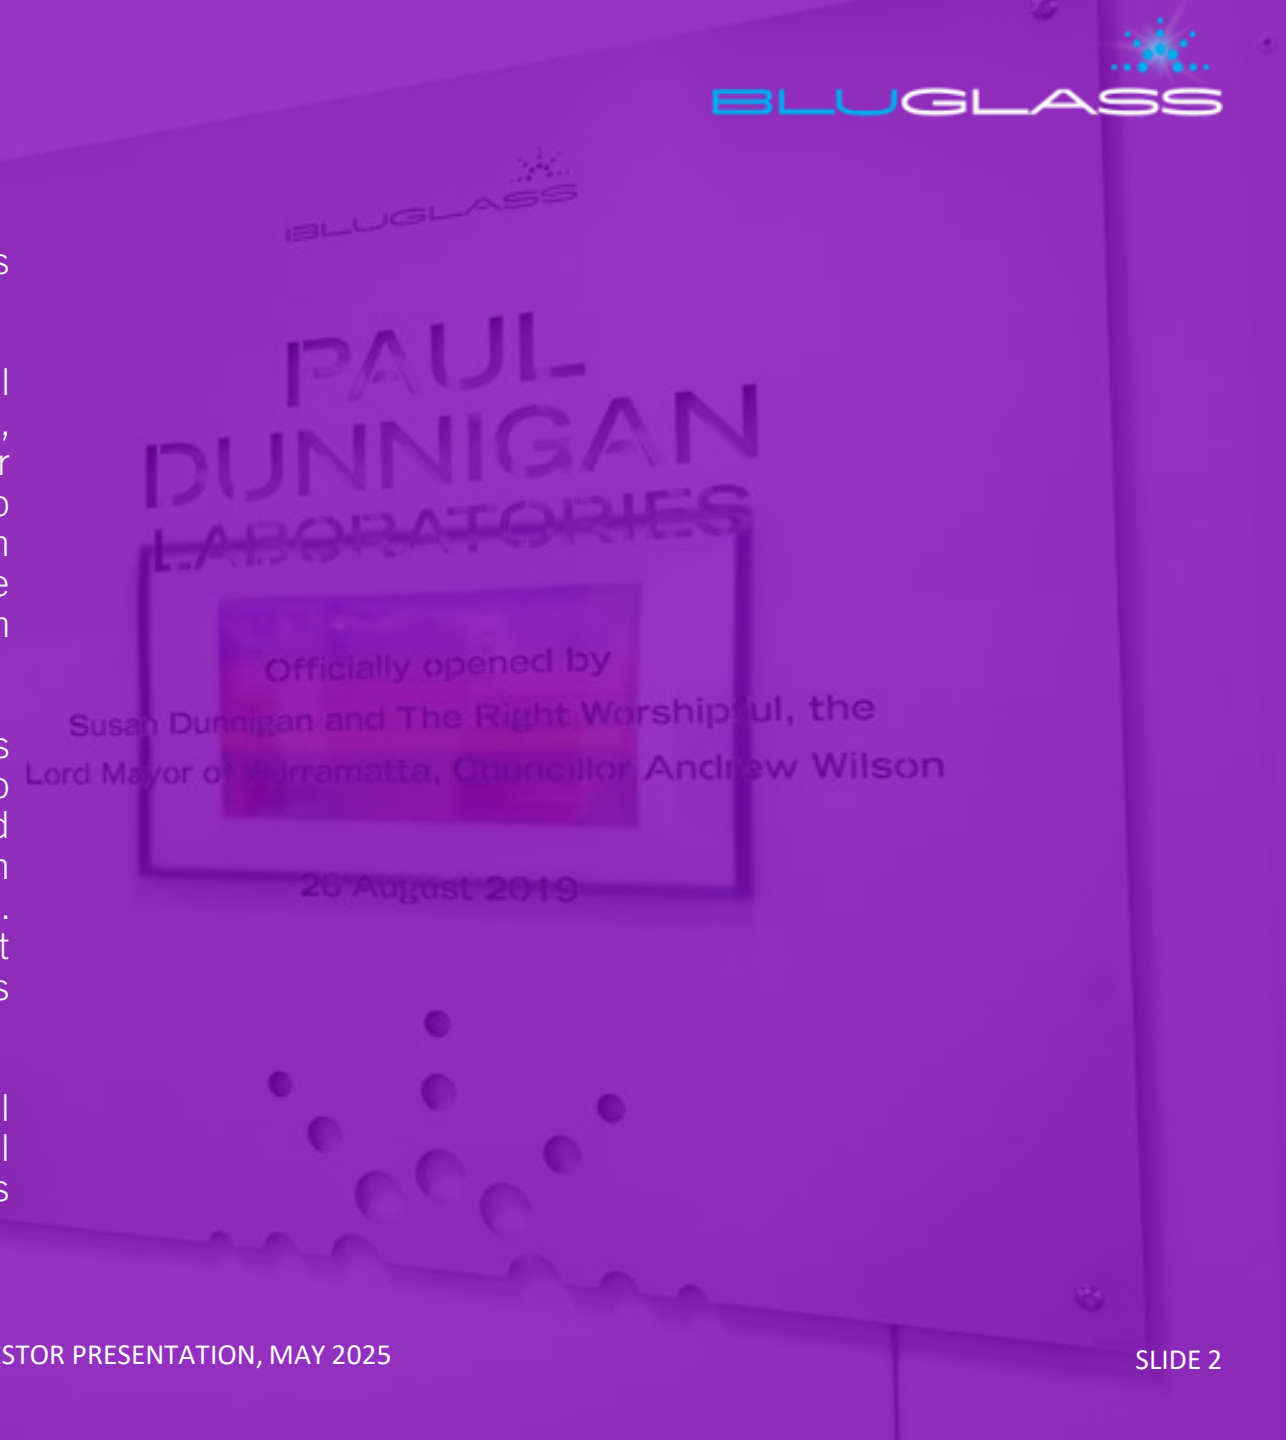 BLUGLASS
BLUGLASS
PAUL
DUNNIGAN
LABORATORIES
Officially opened by
Susan Dunnigan and The Right Worshipful, the
Lord Mayor of Parramatta, Councillor Andrew Wilson
26 August 2019
s
l
,
r
o
n
e
n
s
o
d
n
.
t
s
l
l
s
STOR PRESENTATION, MAY 2025
SLIDE 2